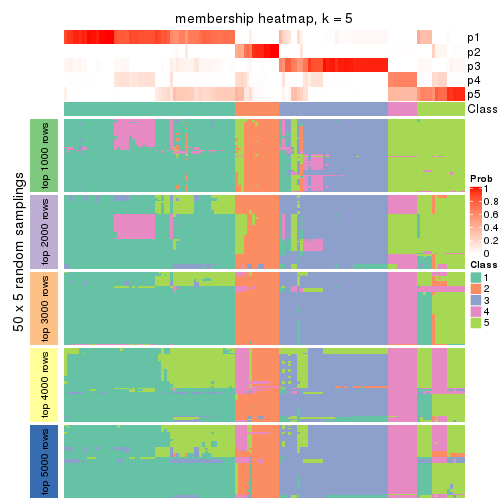 membership heatmap, k = 5
p1
p2
p3
p4
p5
Class
50 x 5 random samplings
top 1000 rows
top 2000 rows
top 3000 rows
top 4000 rows
top 5000 rows
Prob
1
0.8
0.6
0.4
0.2
0
Class
1
2
3
4
5